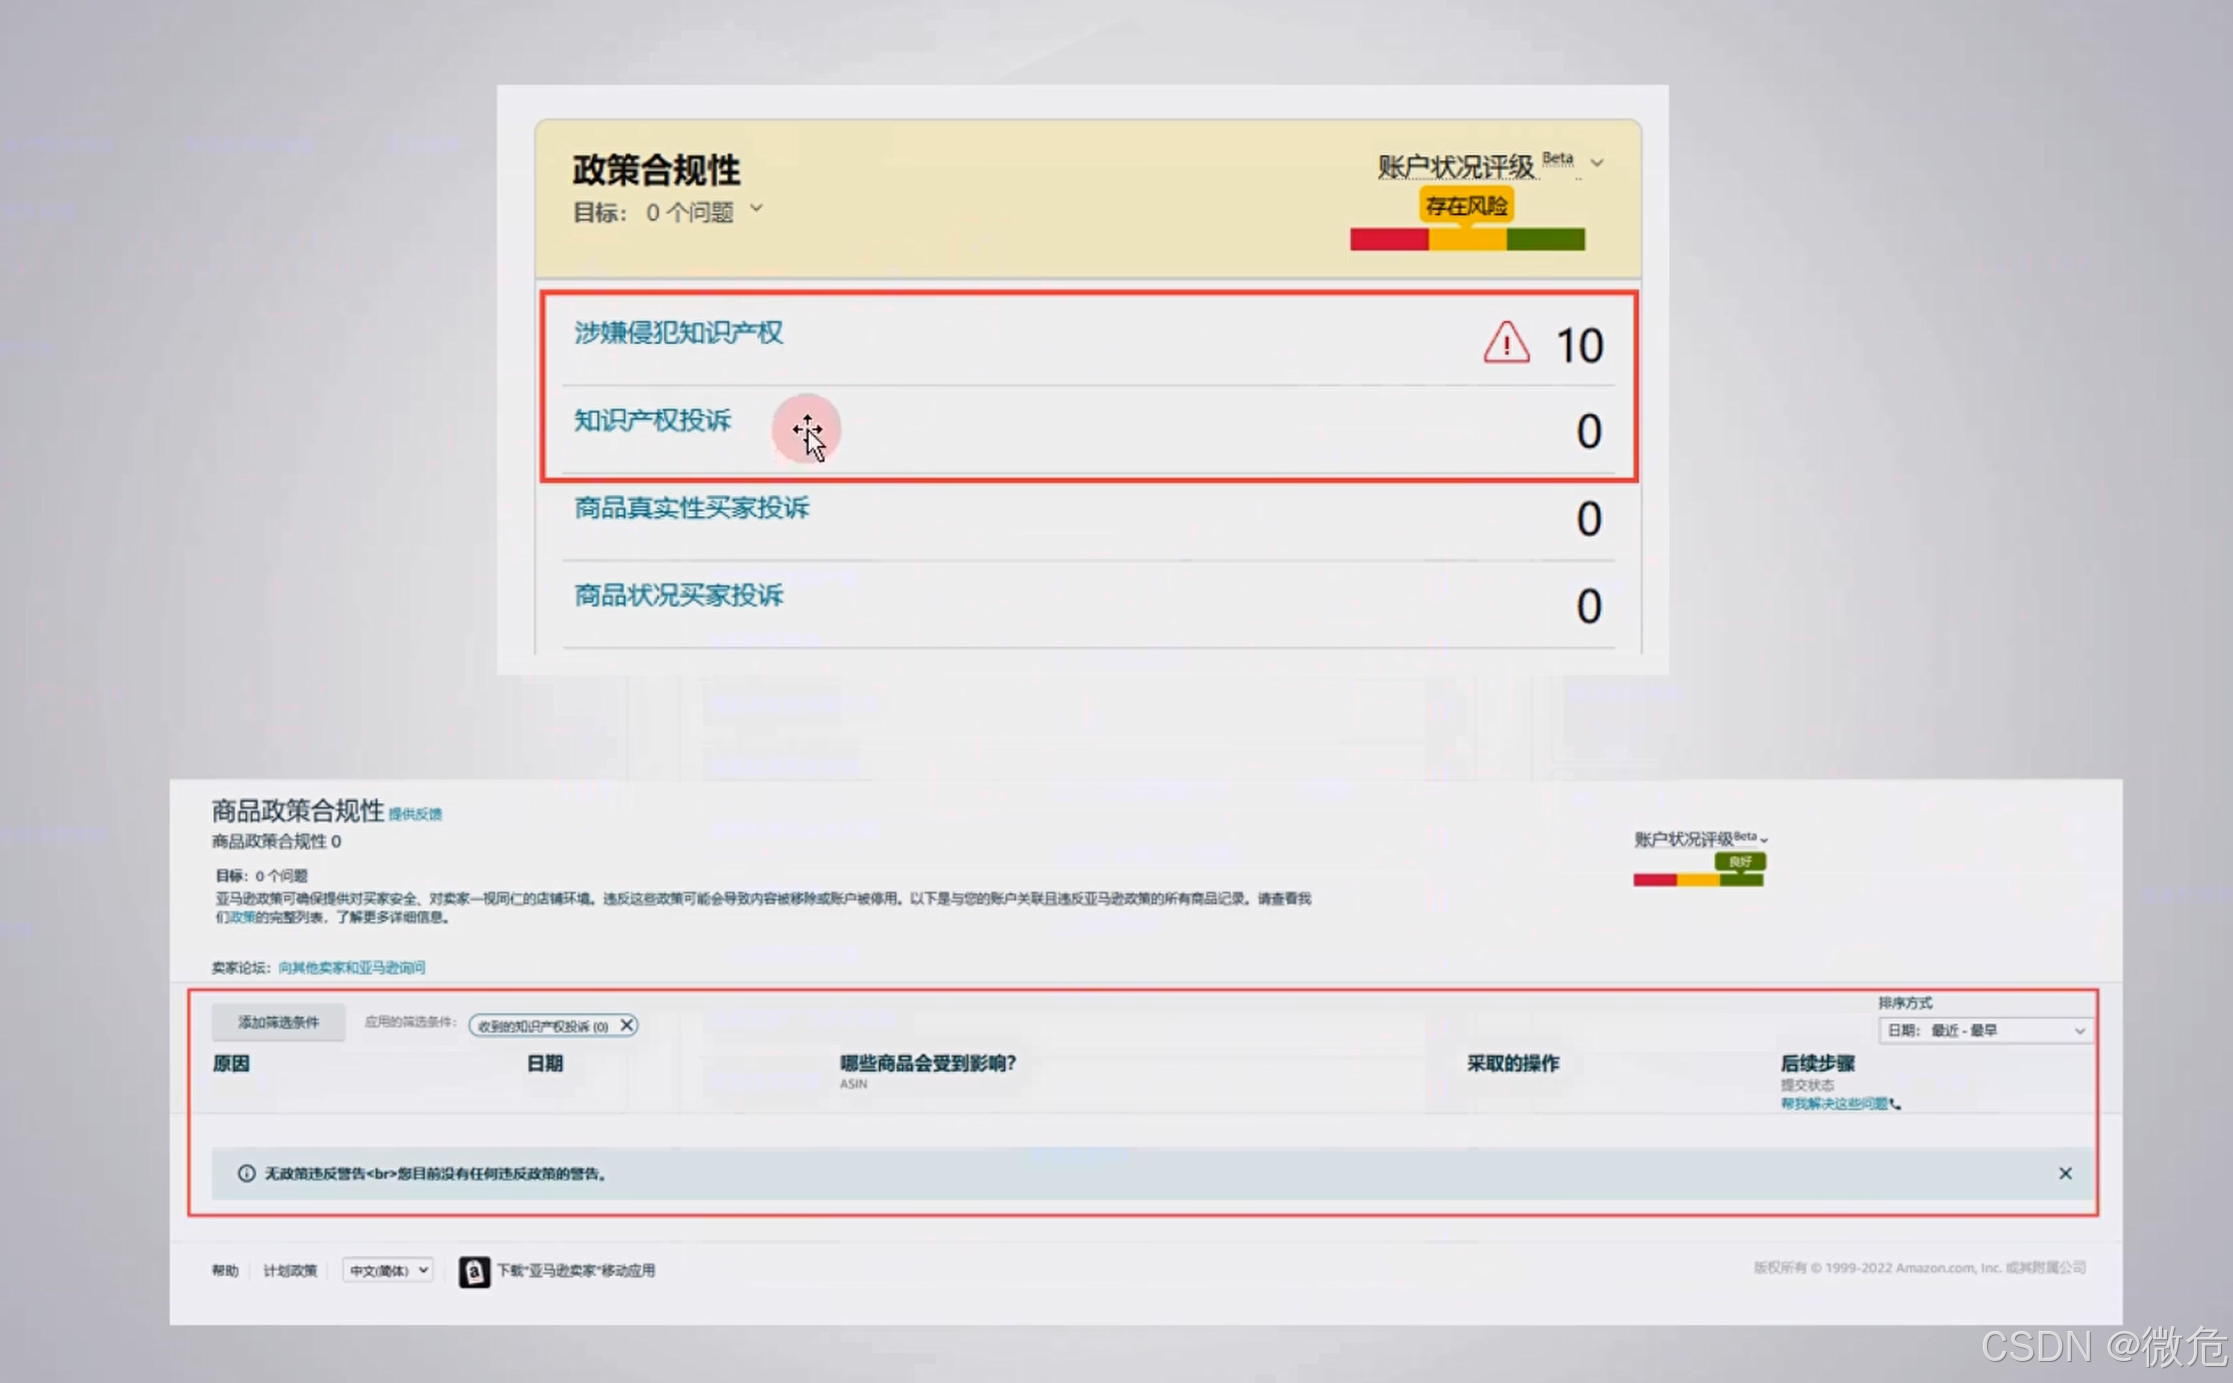 政策合规性
账户状况评级 Beta
目标： 0 个问题
存在风险
涉嫌侵犯知识产权 10
知识产权投诉 0
商品真实性买家投诉 0
商品状况买家投诉 0
商品政策合规性 提供反馈
商品政策合规性 0
账户状况评级 Beta
良好
目标：0 个问题
亚马逊政策可确保提供对买家安全、对卖家一视同仁的店铺环境。违反这些政策可能会导致内容被移除或账户被停用。以下是与您的账户关联且违反亚马逊政策的所有商品记录。请查看我
们政策的完整列表，了解更多详细信息。
卖家论坛：向其他卖家和亚马逊询问
排序方式
添加筛选条件 应用的筛选条件： 收到的知识产权投诉 (0)
日期： 最近 - 最早
原因 日期 哪些商品会受到影响? 采取的操作 后续步骤
ASIN 提交状态
帮我解决这些问题
无政策违反警告<br>您目前没有任何违反政策的警告。
帮助 计划政策 中文(简体) 下载"亚马逊卖家"移动应用
版权所有 © 1999-2022 Amazon.com, Inc. 或其附属公司
CSDN @微危